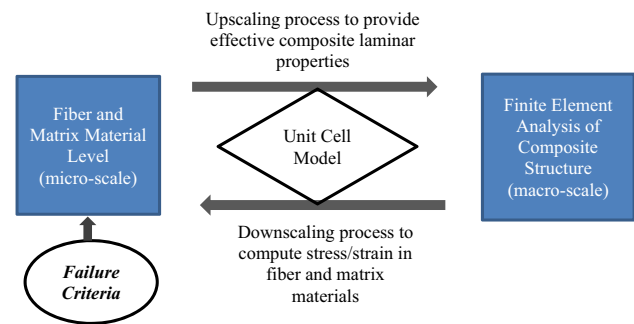 Upscaling process to provide
effective composite laminar
properties
Fiber and
Matrix Material
Level
(micro-scale)
Unit Cell
Model
Finite Element
Analysis of
Composite
Structure
(macro-scale)
Downscaling process to
compute stress/strain in
fiber and matrix
materials
Failure
Criteria